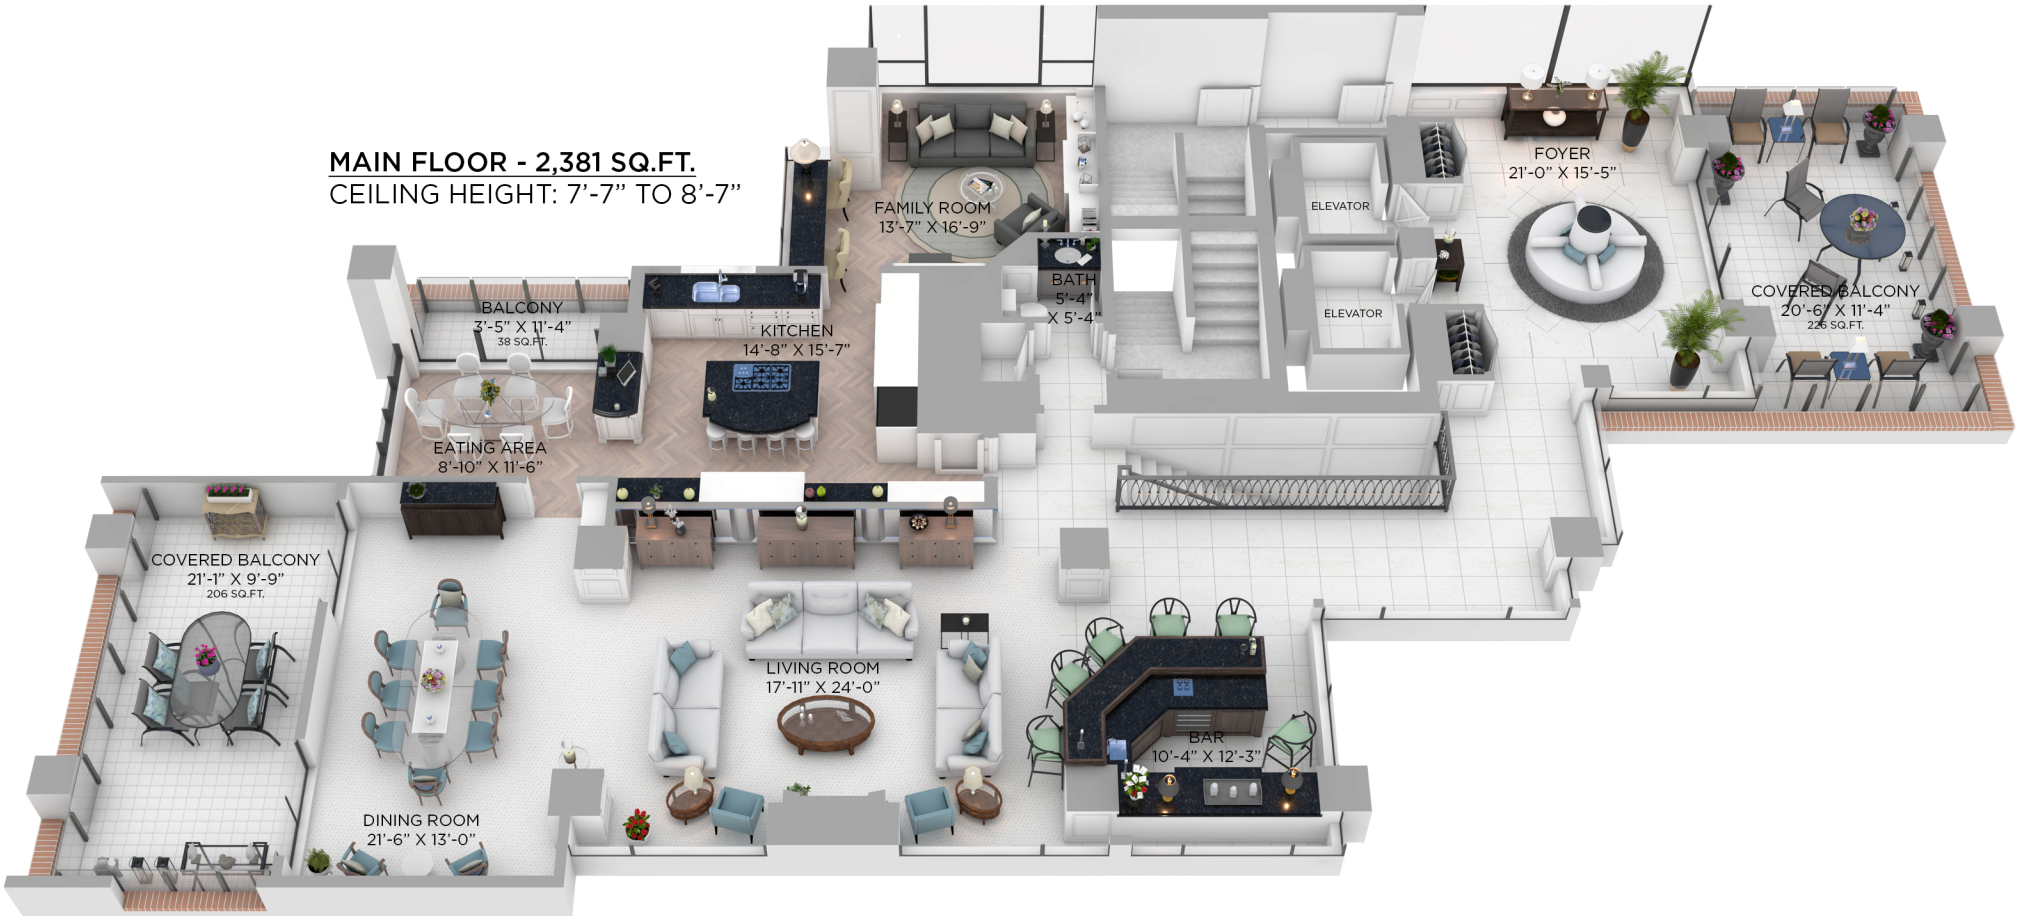 MAIN FLOOR - 2,381 SQ.FT.
CEILING HEIGHT: 7’-7” TO 8’-7”
FAMILY ROOM
13’-7” X 16’-9”
FOYER
21’-0” X 15’-5”
ELEVATOR
ELEVATOR
COVERED BALCONY
20’-6” X 11’-4”
226 SQ.FT.
BATH
5’-4”
X 5’-4”
BALCONY
3’-5” X 11’-4”
38 SQ.FT.
KITCHEN
14’-8” X 15’-7”
EATING AREA
8’-10” X 11’-6”
COVERED BALCONY
21’-1” X 9’-9”
206 SQ.FT.
LIVING ROOM
17’-11” X 24’-0”
BAR
10’-4” X 12’-3”
DINING ROOM
21’-6” X 13’-0”